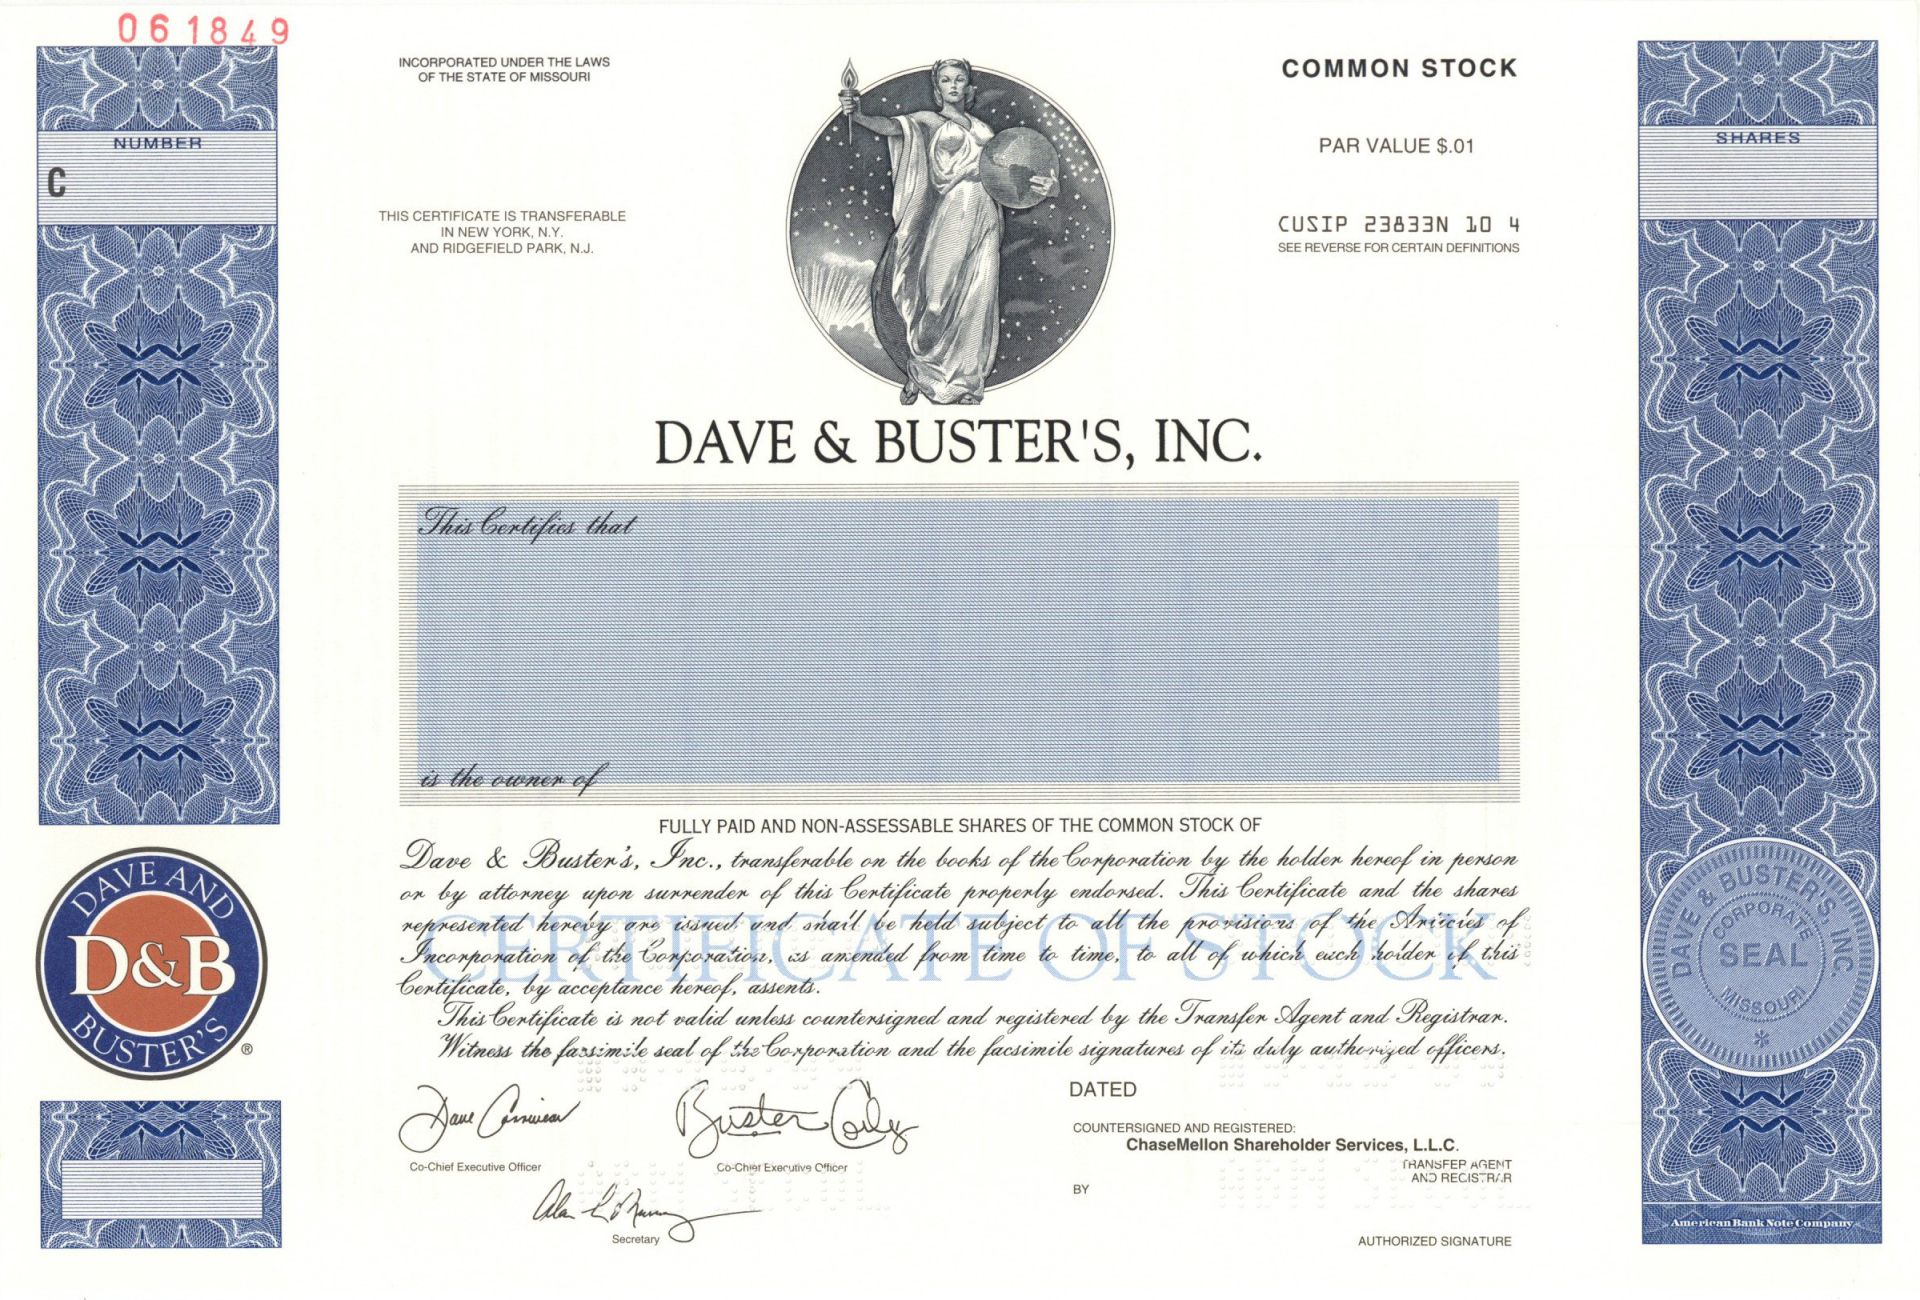 061849
INCORPORATED UNDER THE LAWS
OF THE STATE OF MISSOURI
COMMON STOCK
NUMBER
C
PAR VALUE $.01
SHARES
THIS CERTIFICATE IS TRANSFERABLE
IN NEW YORK, N.Y.
AND RIDGEFIELD PARK, N.J.
CUSIP 23833N 10 4
SEE REVERSE FOR CERTAIN DEFINITIONS
DAVE & BUSTER'S, INC.
This Certifies that
is the owner of
FULLY PAID AND NON-ASSESSABLE SHARES OF THE COMMON STOCK OF
Dave & Buster's, Inc., transferable on the books of the Corporation by the holder hereof in person
or by attorney upon surrender of this Certificate properly endorsed. This Certificate and the shares
represented hereby are issued and shall be held subject to all the provisions of the Articles of
Incorporation of the Corporation, as amended from time to time, to all of which each holder of this
Certificate, by acceptance hereof, assents.
CERTIFICATE OF STOCK
This Certificate is not valid unless countersigned and registered by the Transfer Agent and Registrar.
Witness the facsimile seal of the Corporation and the facsimile signatures of its duly authorized officers.
DAVE AND
D&B
BUSTER'S
®
DAVE & BUSTER'S, INC.
CORPORATE
SEAL
MISSOURI
*
Dave
Buster
Co-Chief Executive Officer
Co-Chief Executive Officer
Alan
Secretary
DATED
COUNTERSIGNED AND REGISTERED:
ChaseMellon Shareholder Services, L.L.C.
TRANSFER AGENT
AND REGISTRAR
BY
AUTHORIZED SIGNATURE
American Bank Note Company